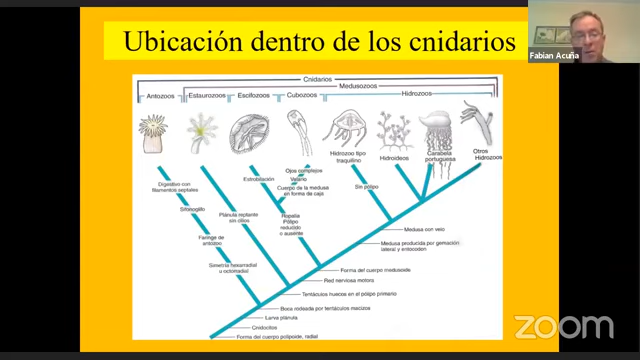 Ubicación dentro de los cnidarios
Fabian Acuña
Cnidarios
Medusozoos
Antozoos
Estaurozoos
Escifozoos
Cubozoos
Hidrozoos
Hidrozoo tipo
traquilino
Hidroideos
Carabela
portuguesa
Otros
Hidrozoos
Digestivo con
filamentos septales
Sifonoglifo
Faringe de
antozoo
Simetría hexarradial
u octorradial
Plánula reptante
sin cilios
Estrobilación
Ojos complejos
Velario
Cuerpo de la medusa
en forma de caja
Ropalia
Pólipo
reducido
o ausente
Sin pólipo
Medusa con velo
Medusa producida por gemación
lateral y entocodon
Forma del cuerpo medusoide
Red nerviosa motora
Tentáculos huecos en el pólipo primario
Boca rodeada por tentáculos macizos
Larva plánula
Cnidocilos
Forma del cuerpo polipoide, radial
zoom